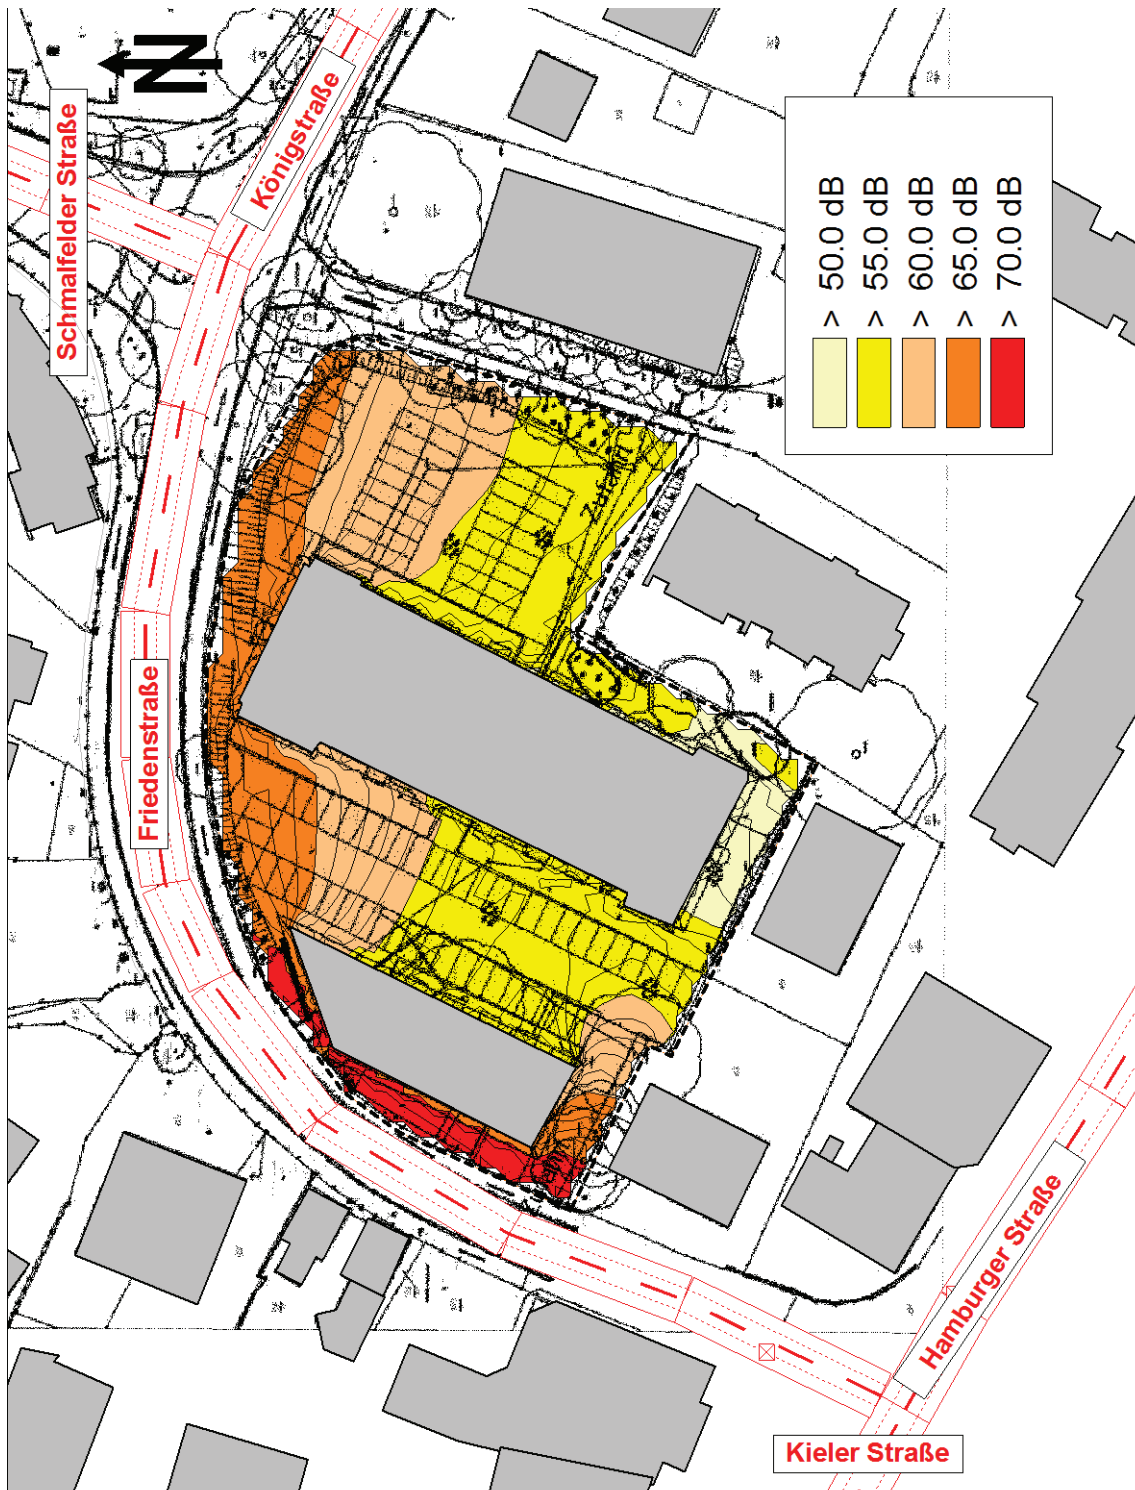 N
Schmalfelder Straße
Königstraße
Friedenstraße
> 50.0 dB
> 55.0 dB
> 60.0 dB
> 65.0 dB
> 70.0 dB
Hamburger Straße
Kieler Straße